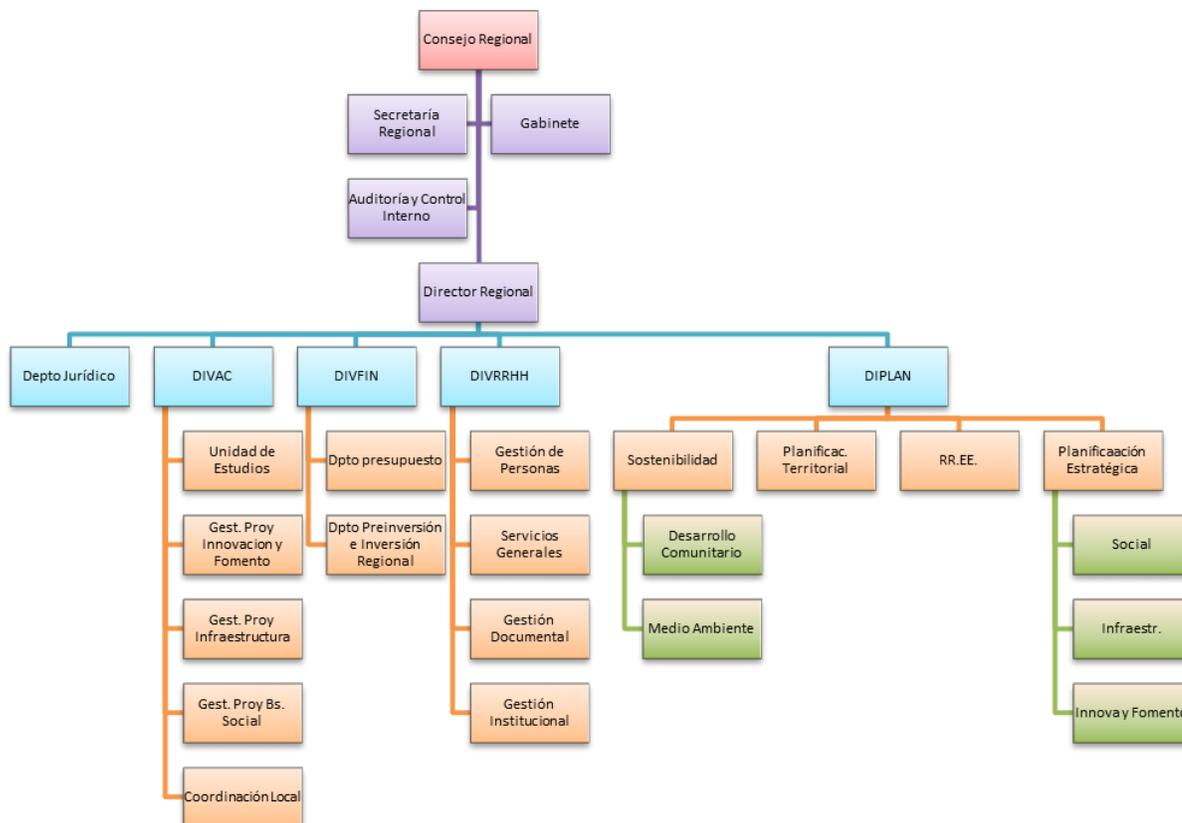 Consejo Regional
Secretaría
Regional
Gabinete
Auditoría y Control
Interno
Director Regional
Depto Jurídico
DIVAC
DIVFIN
DIVRRHH
DIPLAN
Unidad de
Estudios
Gest. Proy
Innovacion y
Fomento
Gest. Proy
Infraestructura
Gest. Proy Bs.
Social
Coordinación Local
Dpto presupuesto
Dpto Preinversión
e Inversión
Regional
Gestión de
Personas
Servicios
Generales
Gestión
Documental
Gestión
Institucional
Sostenibilidad
Desarrollo
Comunitario
Medio Ambiente
Planificac.
Territorial
RR.EE.
Planificaación
Estratégica
Social
Infraestr.
Innova y Fomento